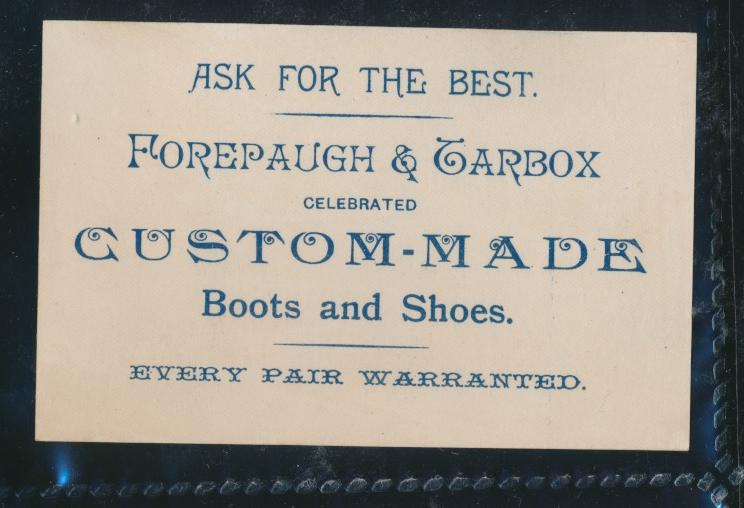 ASK FOR THE BEST.
FOREPAUGH & TARBOX
CELEBRATED
CUSTOM-MADE
Boots and Shoes.
EVERY PAIR WARRANTED.